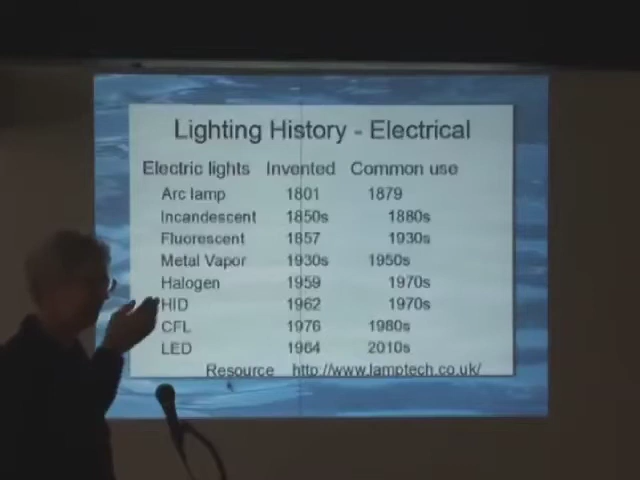 Lighting History - Electrical
Electric lights Invented Common use
Arc lamp 1801 1879
Incandescent 1850s 1880s
Fluorescent 1857 1930s
Metal Vapor 1930s 1950s
Halogen 1959 1970s
HID 1962 1970s
CFL 1976 1980s
LED 1964 2010s
Resource http://www.lamptech.co.uk/